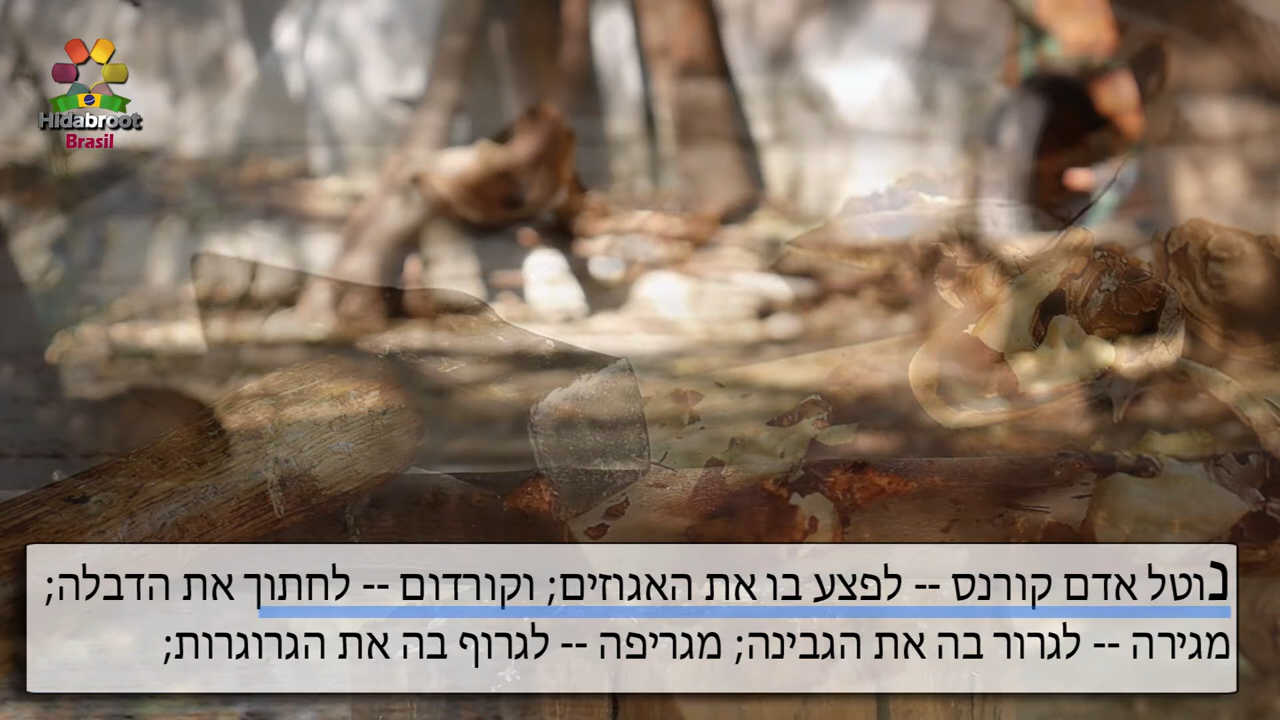 Hidabroot
Brasil
נוטל אדם קורנס -- לפצע בו את האגוזים; וקורדום -- לחתוך את הדבלה;
מגירה -- לגרור בה את הגבינה; מגריפה -- לגרוף בה את הגרוגרות;